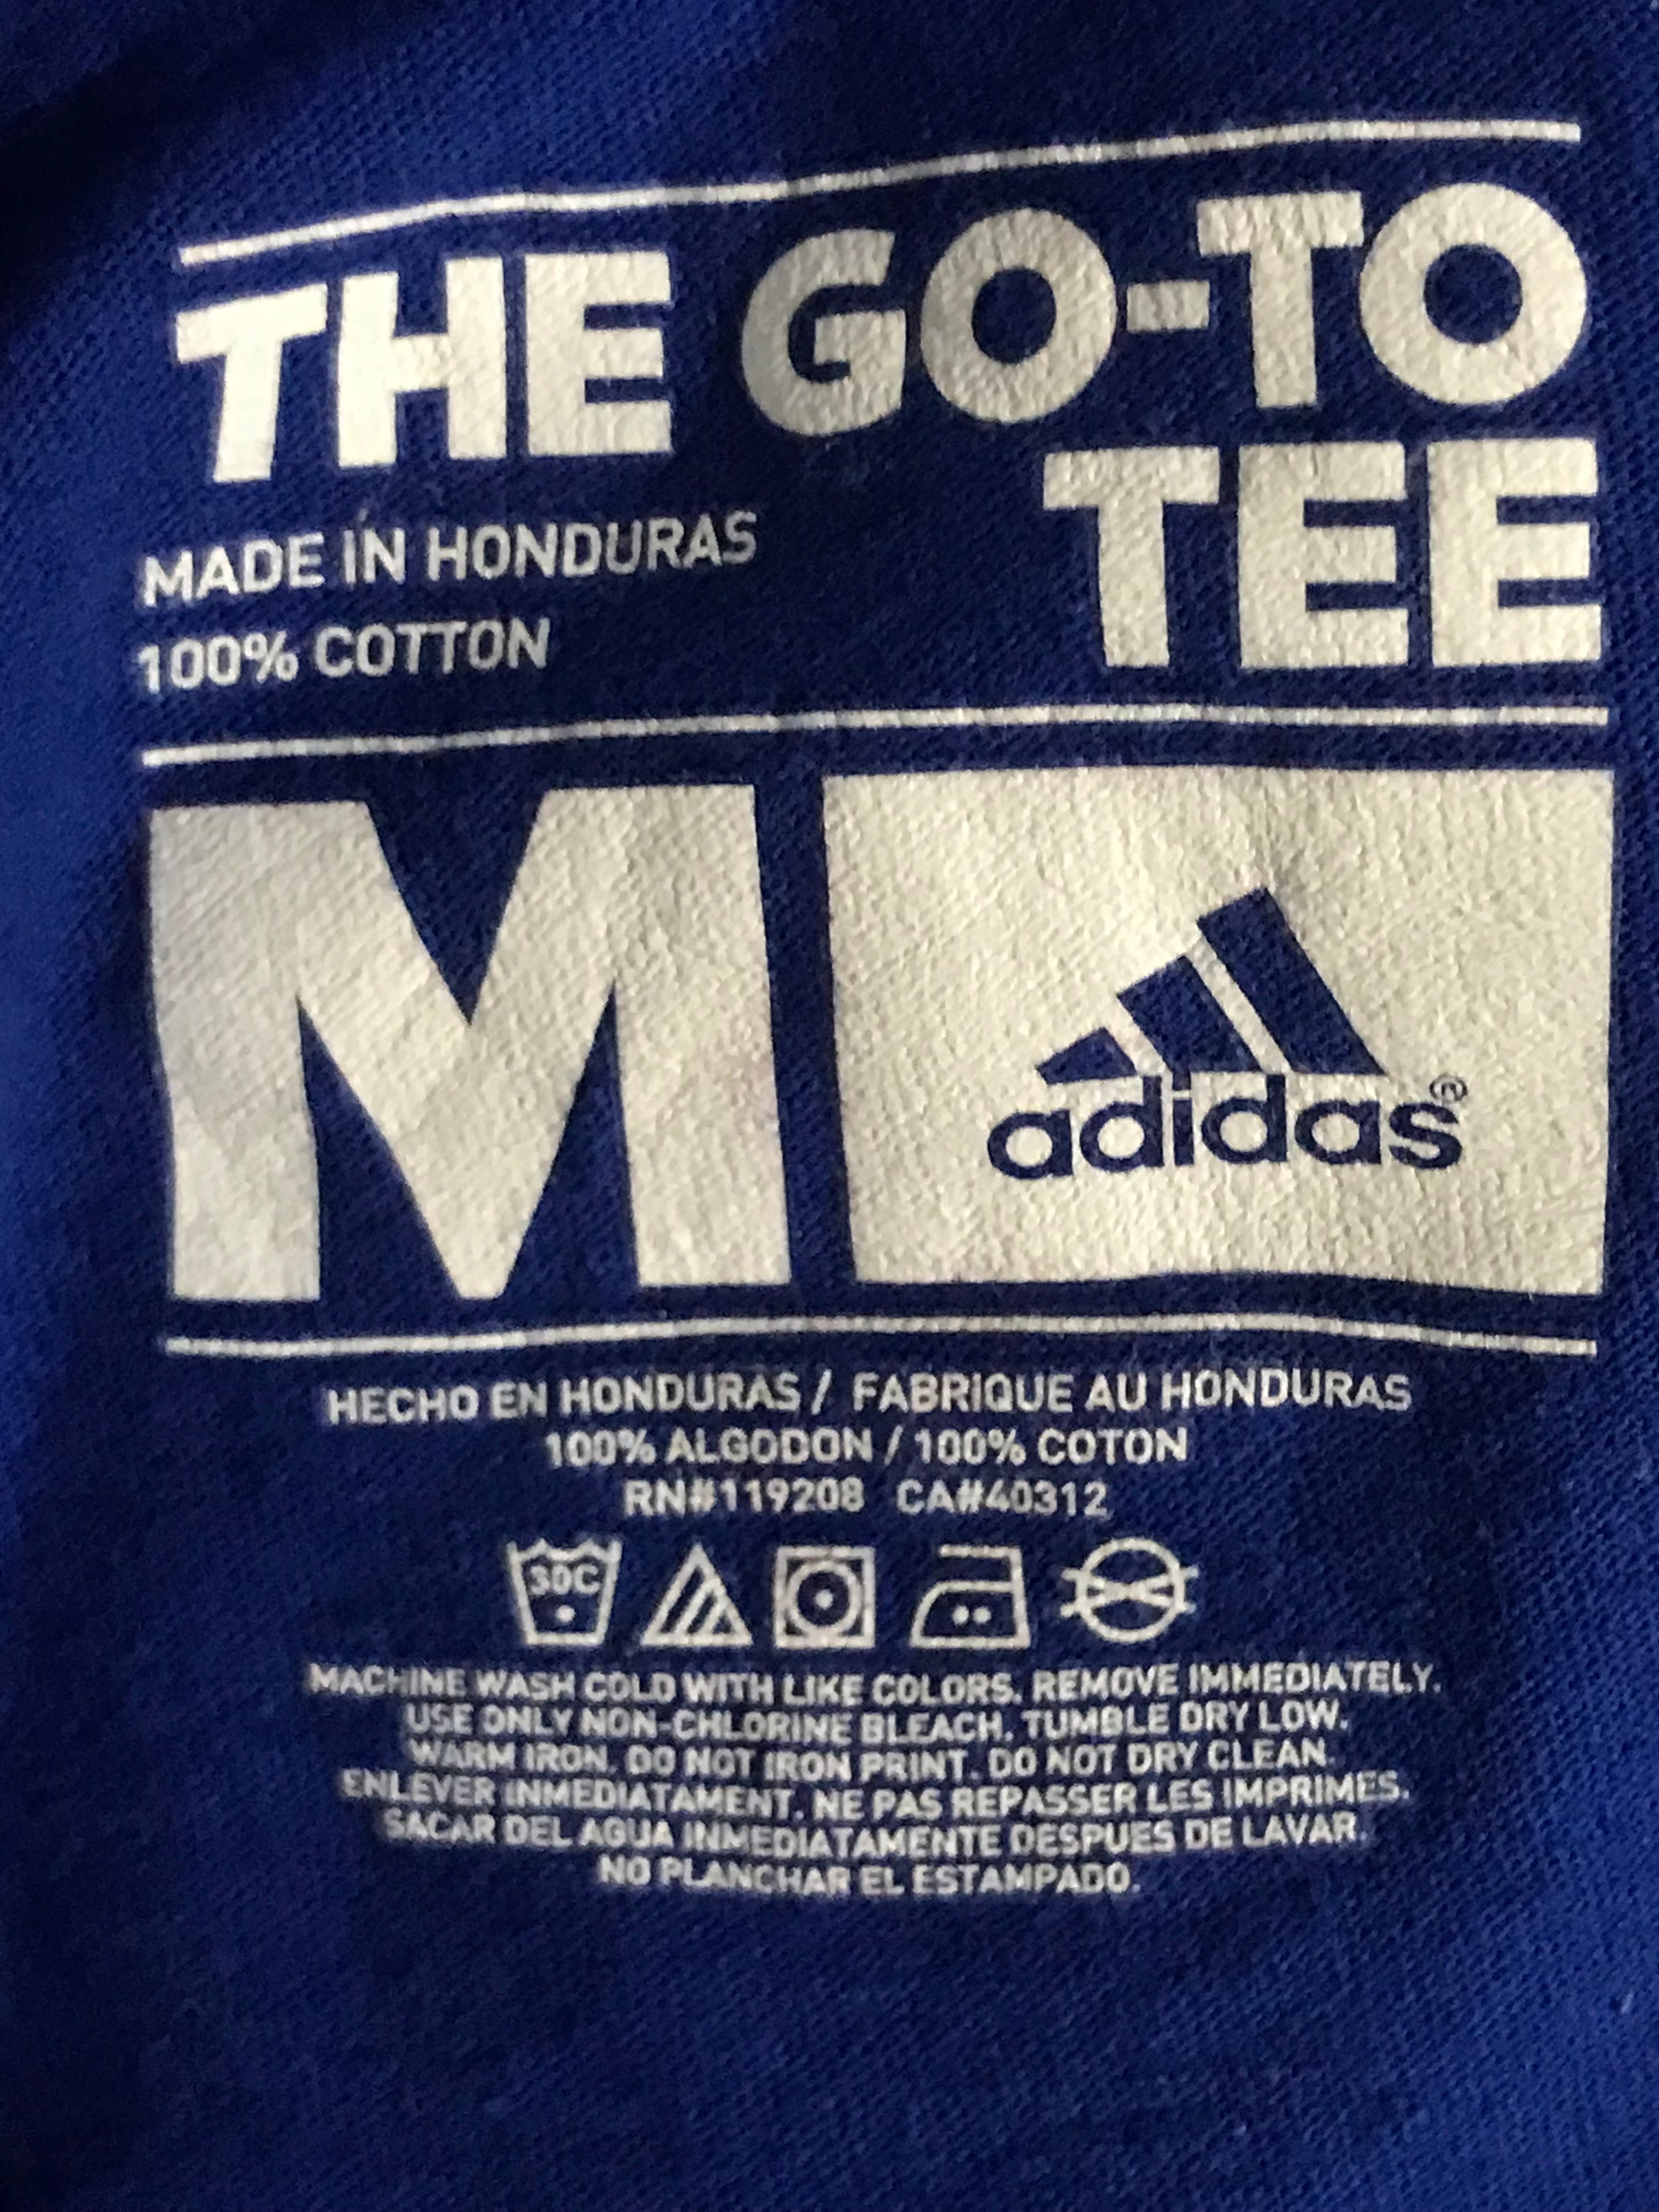 THE GO-TO
TEE
MADE IN HONDURAS
100% COTTON
M
adidas®
HECHO EN HONDURAS / FABRIQUE AU HONDURAS
100% ALGODON / 100% COTON
RN#119208 CA#40312
30C
MACHINE WASH COLD WITH LIKE COLORS. REMOVE IMMEDIATELY.
USE ONLY NON-CHLORINE BLEACH. TUMBLE DRY LOW.
WARM IRON. DO NOT IRON PRINT. DO NOT DRY CLEAN.
ENLEVER INMEDIATAMENT. NE PAS REPASSER LES IMPRIMES.
SACAR DEL AGUA INMEDIATAMENTE DESPUES DE LAVAR.
NO PLANCHAR EL ESTAMPADO.